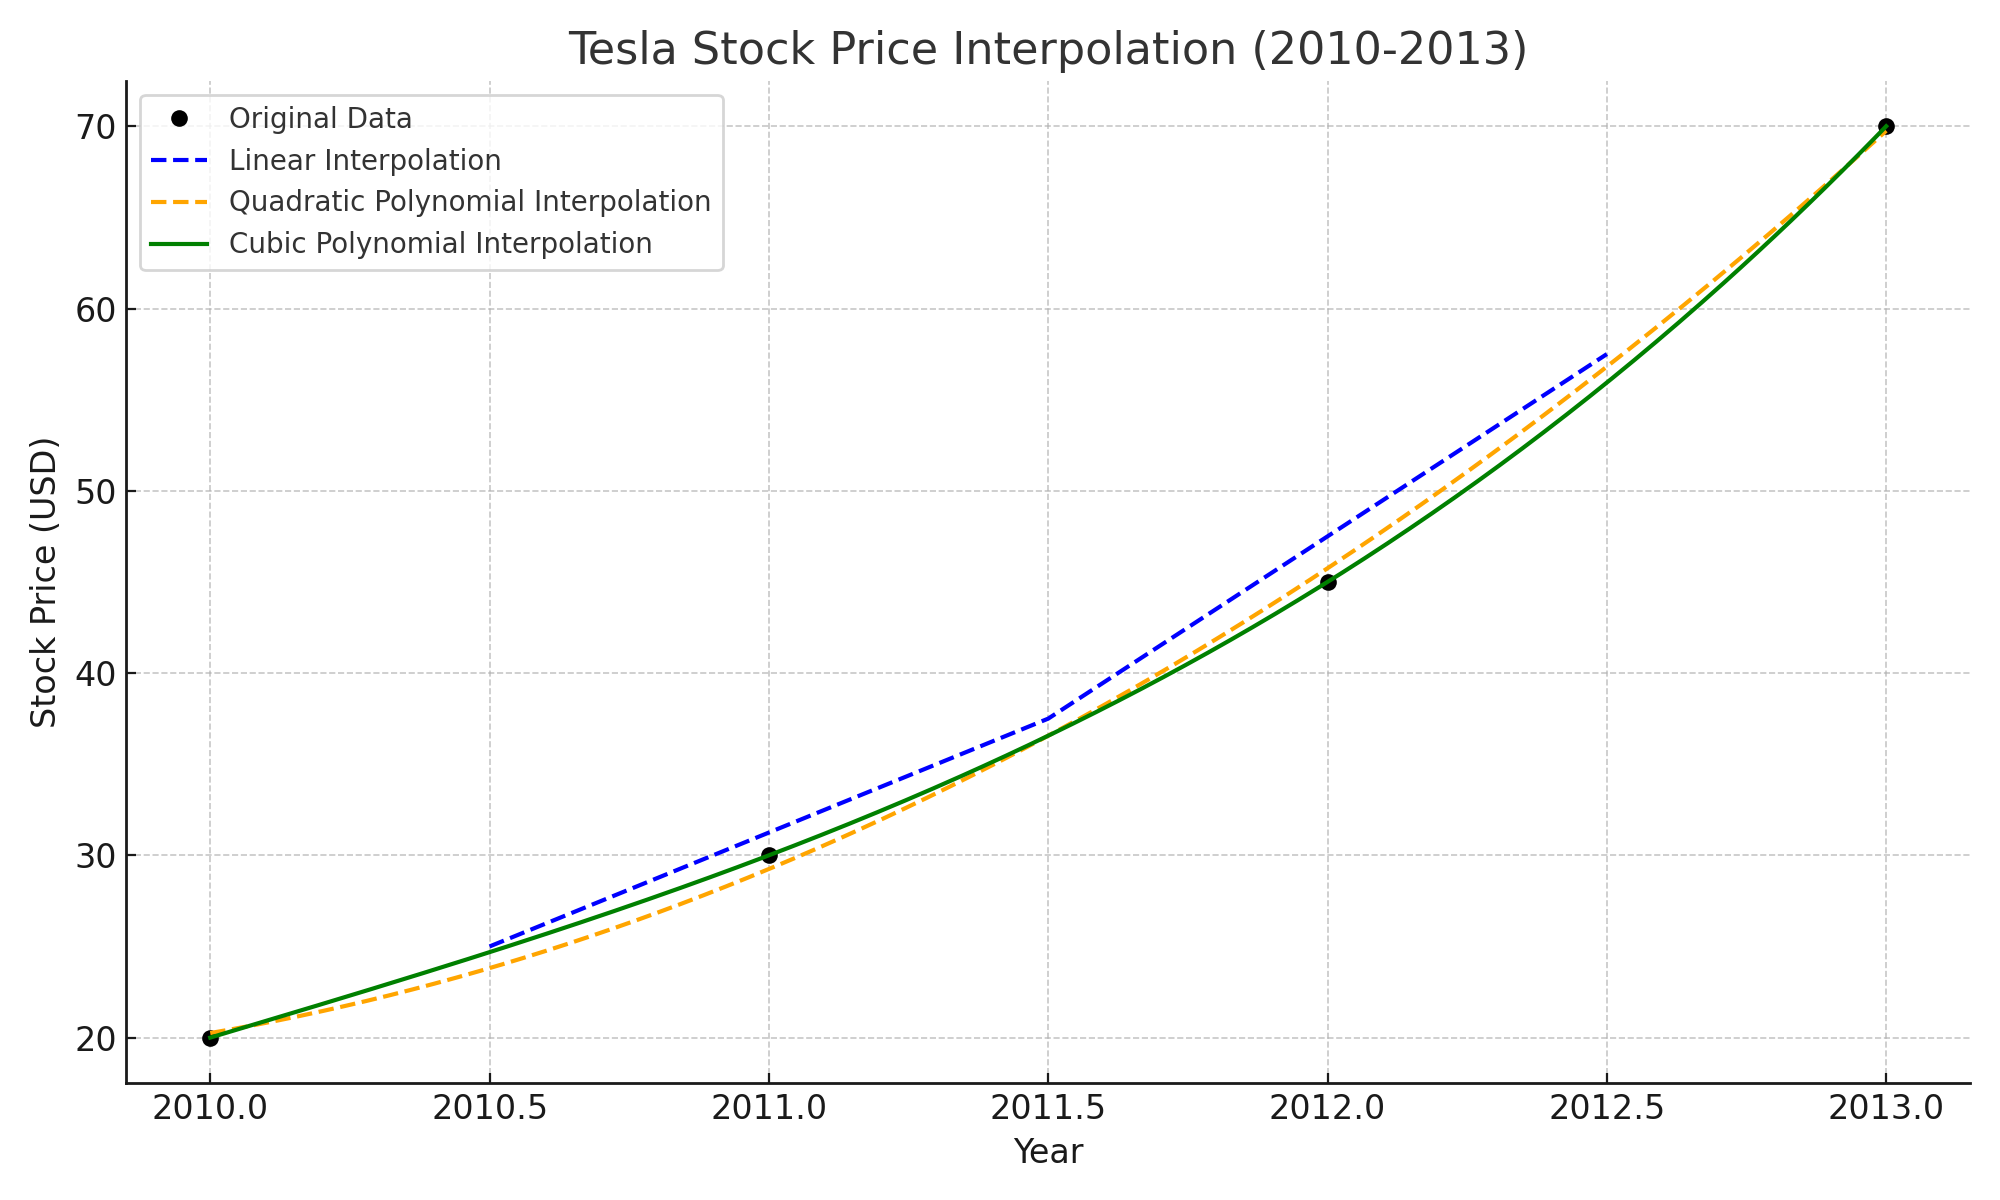 Tesla Stock Price Interpolation (2010-2013)
Original Data
Linear Interpolation
Quadratic Polynomial Interpolation
Cubic Polynomial Interpolation
Stock Price (USD)
70
60
50
40
30
20
2010.0 2010.5 2011.0 2011.5 2012.0 2012.5 2013.0
Year